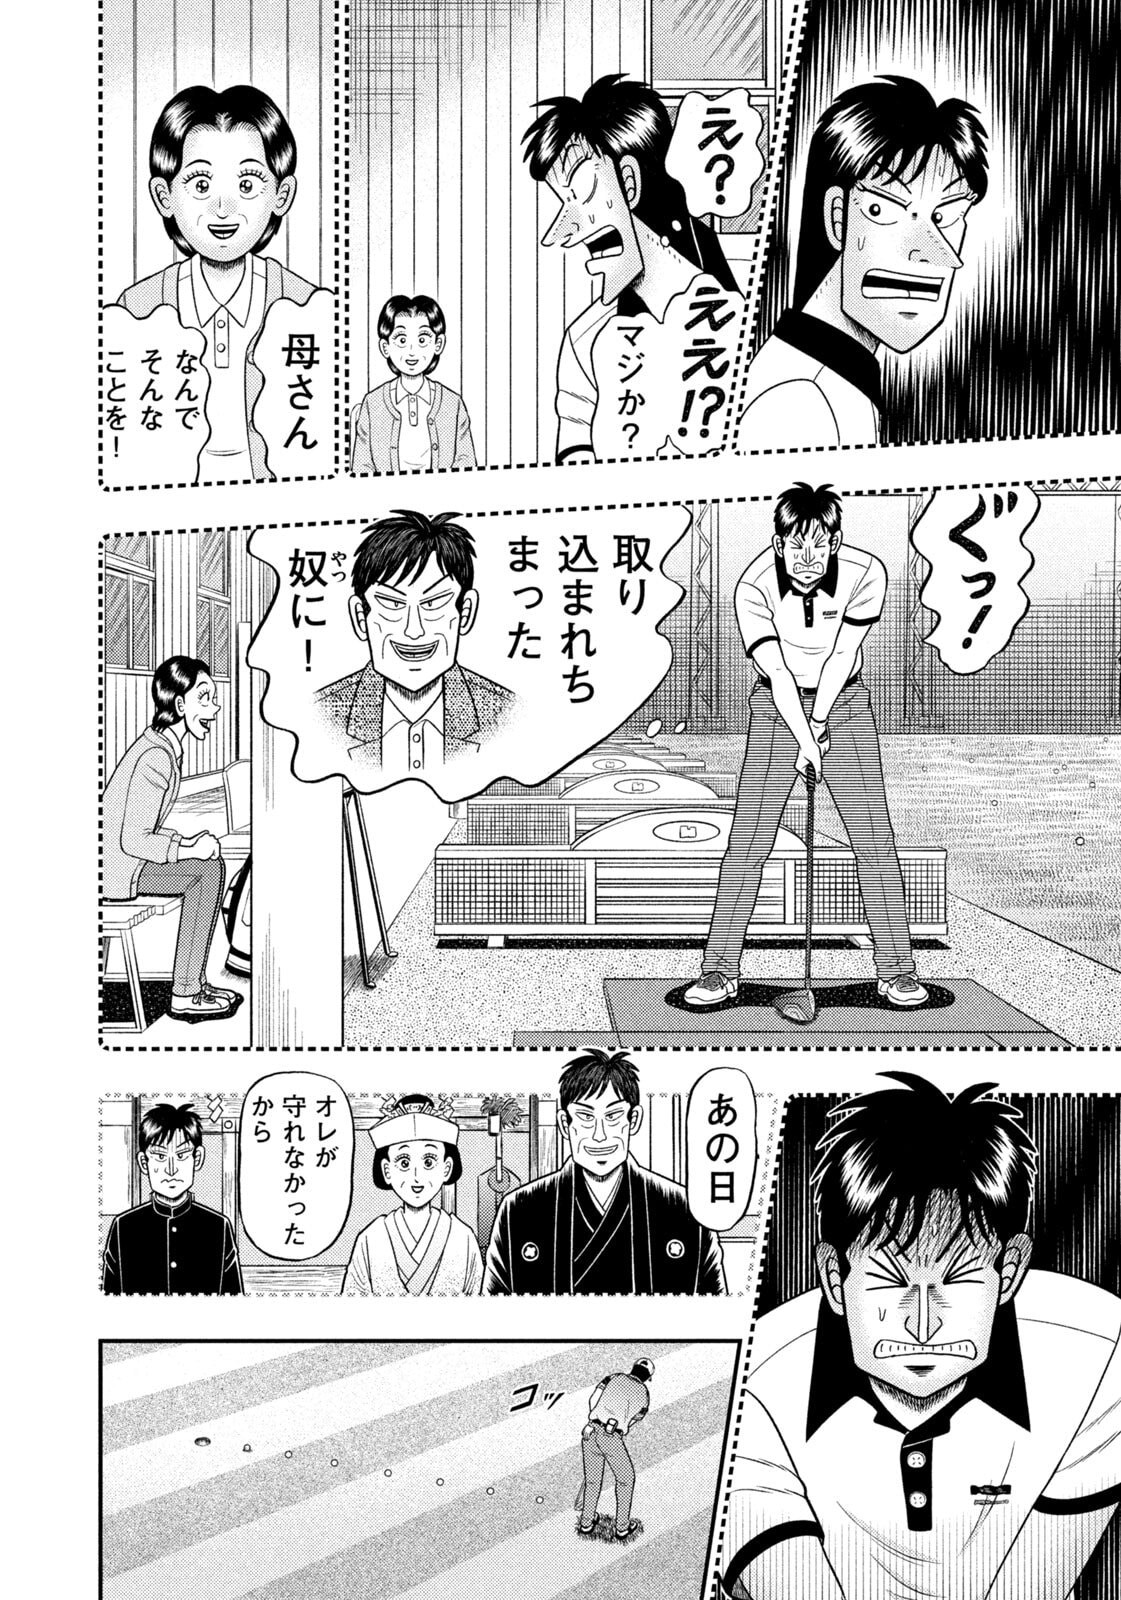 え？
ええ!?
マジか？
母さん
なんで
そんな
ことを！
ぐっ！
取り
込まれち
まった
奴に！
やつ
あの日
オレが
守れなかった
から
コッ